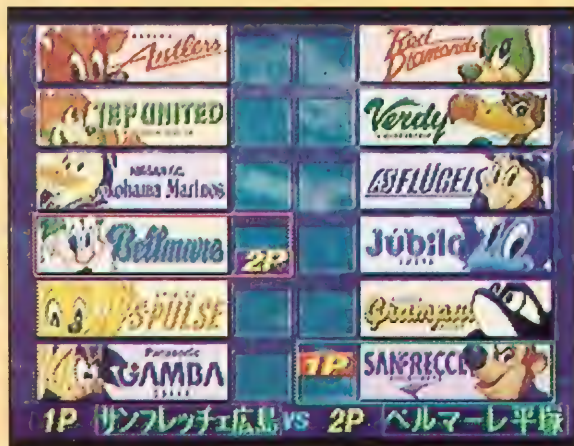 Antlers
Red Diamonds
JEF UNITED
Verdy
Yokohama Marinos
AS FLÜGELS
Bellmare
2P
Júbilo
S-PULSE
Grampus
Panasonic
GAMBA
1P
SANFRECCE
1P サンフレッチェ広島 VS 2P ベルマーレ平塚